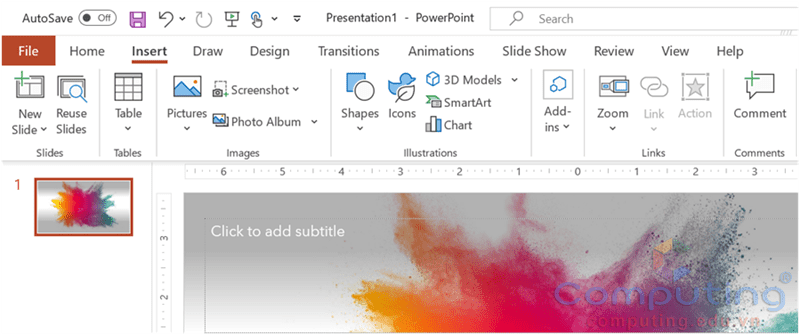 AutoSave Off Presentation1 - PowerPoint Search
File Home Insert Draw Design Transitions Animations Slide Show Review View Help
New Slide
Reuse Slides
Slides
Table
Tables
Pictures
Screenshot
Photo Album
Images
Shapes
Icons
3D Models
SmartArt
Chart
Illustrations
Add-ins
Zoom
Link
Action
Links
Comment
Comments
6 5 4 3 2 1 0 1 2 3
1
3
2
Click to add subtitle
Computing
computing.edu.vn